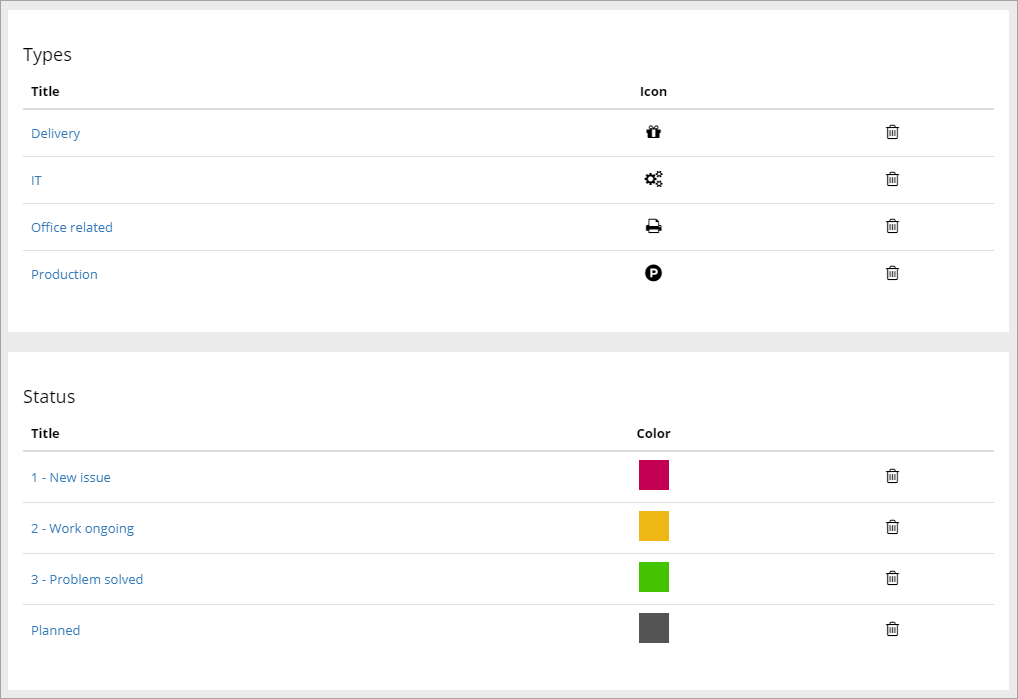 Types
Title Icon
Delivery
IT
Office related
Production P
Status
Title Color
1 - New issue
2 - Work ongoing
3 - Problem solved
Planned